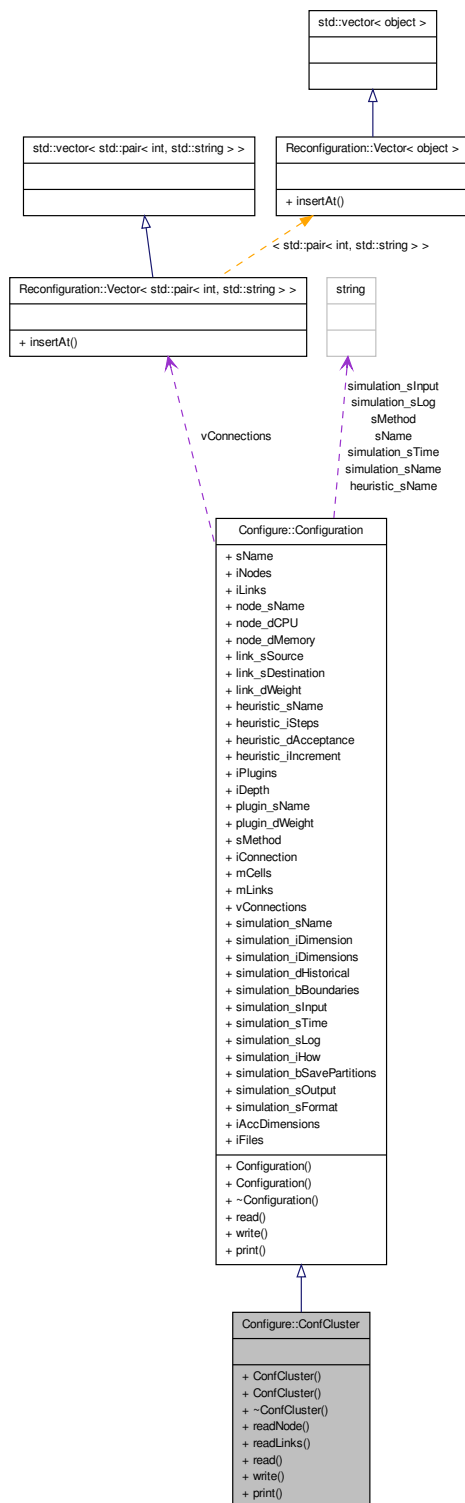 std::vector< object >
std::vector< std::pair< int, std::string > >
Reconfiguration::Vector< object >
+ insertAt()
< std::pair< int, std::string > >
Reconfiguration::Vector< std::pair< int, std::string > >
+ insertAt()
string
vConnections
simulation_sInput
simulation_sLog
sMethod
sName
simulation_sTime
simulation_sName
heuristic_sName
Configure::Configuration
+ sName
+ iNodes
+ iLinks
+ node_sName
+ node_dCPU
+ node_dMemory
+ link_sSource
+ link_sDestination
+ link_dWeight
+ heuristic_sName
+ heuristic_iSteps
+ heuristic_dAcceptance
+ heuristic_iIncrement
+ iPlugins
+ iDepth
+ plugin_sName
+ plugin_dWeight
+ sMethod
+ iConnection
+ mCells
+ mLinks
+ vConnections
+ simulation_sName
+ simulation_iDimension
+ simulation_iDimensions
+ simulation_dHistorical
+ simulation_bBoundaries
+ simulation_sInput
+ simulation_sTime
+ simulation_sLog
+ simulation_iHow
+ simulation_bSavePartitions
+ simulation_sOutput
+ simulation_sFormat
+ iAccDimensions
+ iFiles
+ Configuration()
+ Configuration()
+ ~Configuration()
+ read()
+ write()
+ print()
Configure::ConfCluster
+ ConfCluster()
+ ConfCluster()
+ ~ConfCluster()
+ readNode()
+ readLinks()
+ read()
+ write()
+ print()